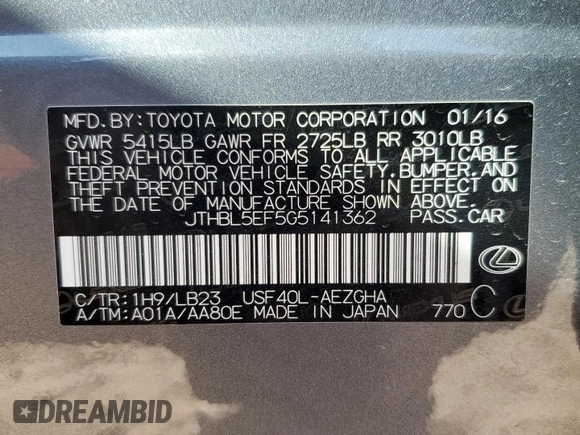 MFD.BY:TOYOTA MOTOR CORPORATION 01/16
GVWR 5415LB GAWR FR 2725LB RR 3010LB
THIS VEHICLE CONFORMS TO ALL APPLICABLE
FEDERAL MOTOR VEHICLE SAFETY,BUMPER,AND
THEFT PREVENTION STANDARDS IN EFFECT ON
THE DATE OF MANUFACTURE SHOWN ABOVE.
JTHBL5EF5G5141362 PASS.CAR
C/TR:1H9/LB23 USF40L-AEZGHA
A/TM:A01A/AA80E MADE IN JAPAN 770 C
DREAMBID